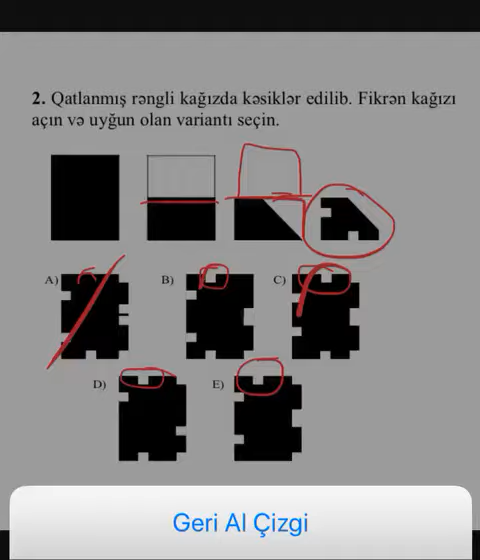 2. Qatlanmış rəngli kağızda kəsiklər edilib. Fikrən kağızı
açın və uyğun olan variantı seçin.
A) B) C)
D) E)
Geri Al Çizgi